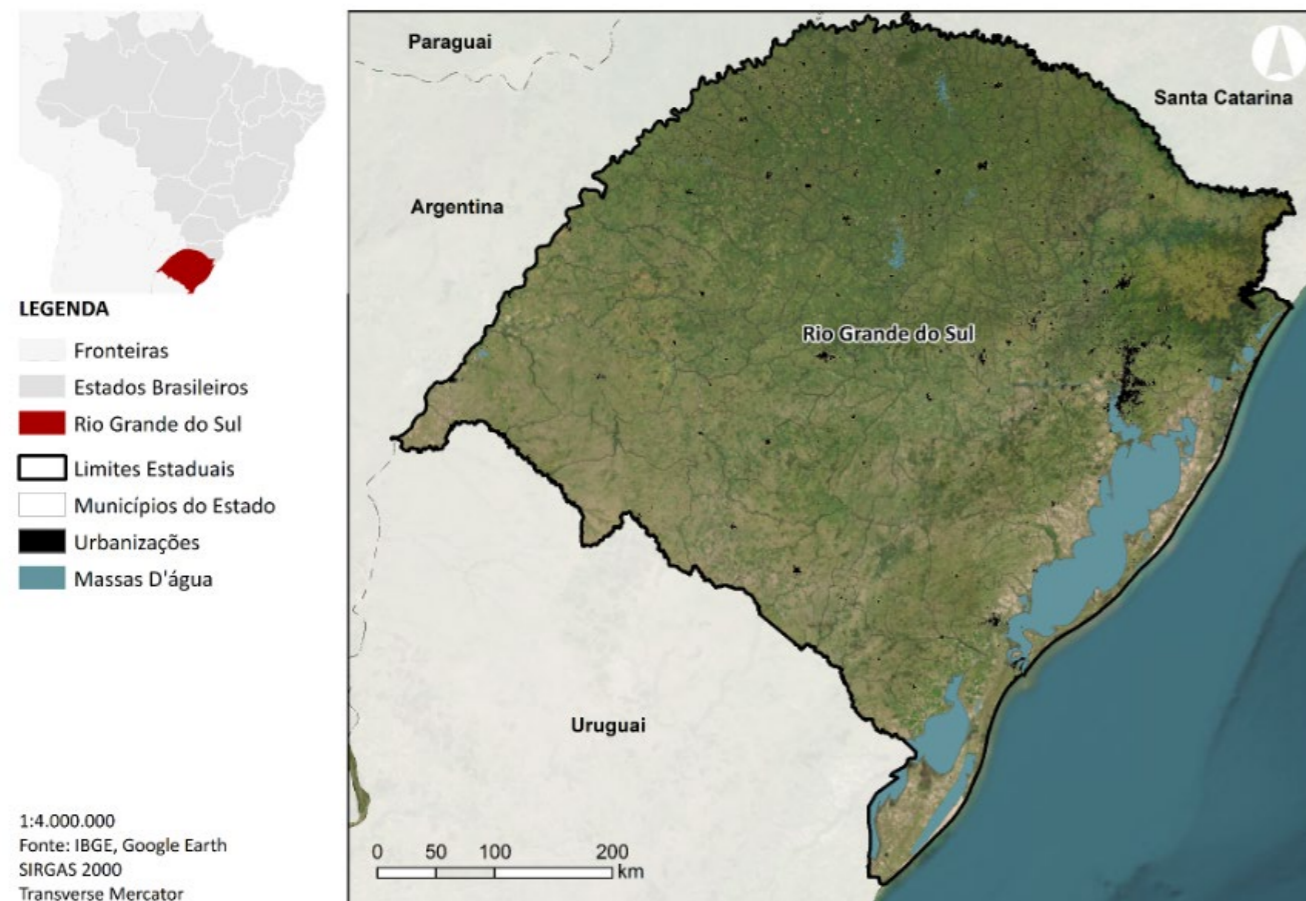 Paraguai
Santa Catarina
Argentina
Rio Grande do Sul
Uruguai
0 50 100 200
km
LEGENDA
Fronteiras
Estados Brasileiros
Rio Grande do Sul
Limites Estaduais
Municípios do Estado
Urbanizações
Massas D'água
1:4.000.000
Fonte: IBGE, Google Earth
SIRGAS 2000
Transverse Mercator